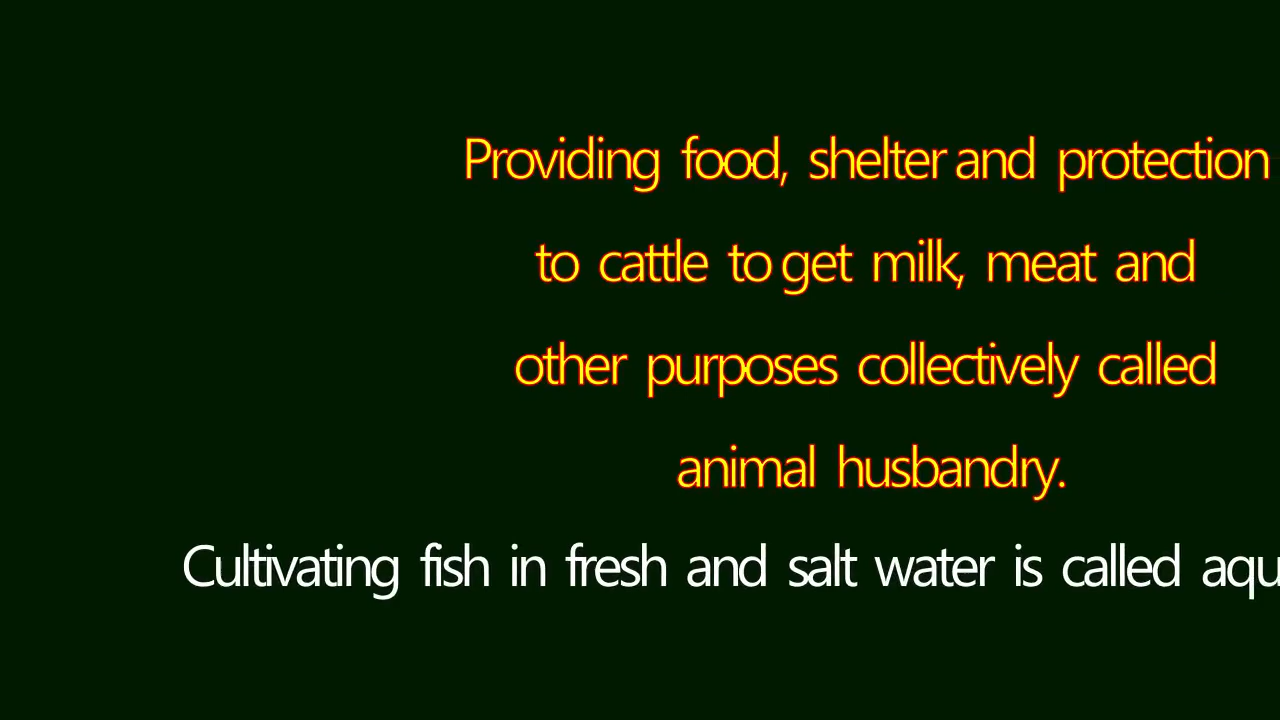 Providing food, shelter and protection
to cattle to get milk, meat and
other purposes collectively called
animal husbandry.
Cultivating fish in fresh and salt water is called